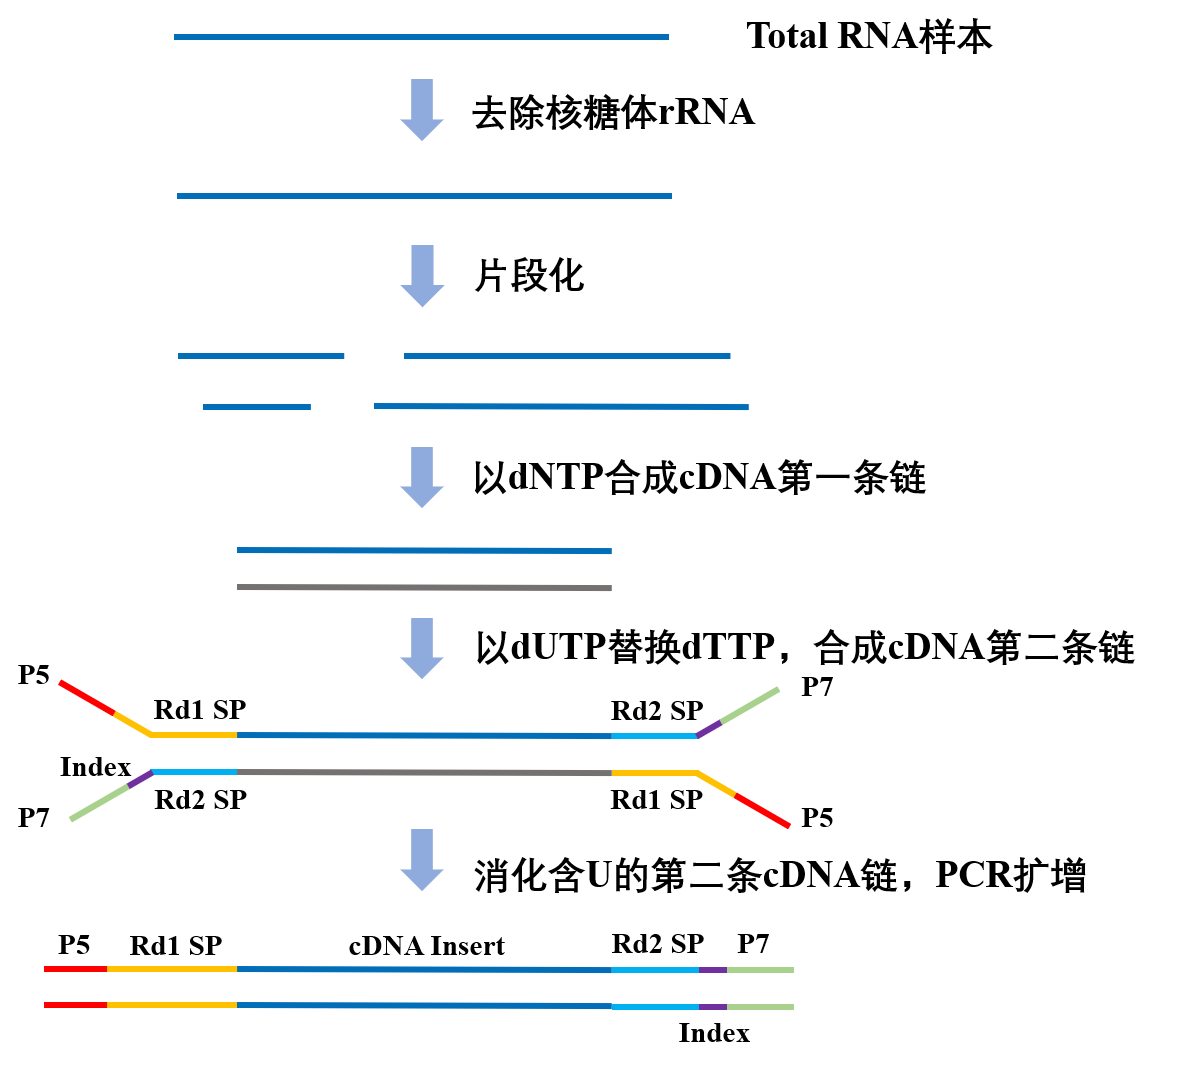 Total RNA样本
去除核糖体rRNA
片段化
以dNTP合成cDNA第一条链
以dUTP替换dTTP，合成cDNA第二条链
P5
P7
Rd1 SP
Rd2 SP
Index
Rd2 SP
Rd1 SP
P7
P5
消化含U的第二条cDNA链，PCR扩增
P5
Rd1 SP
cDNA Insert
Rd2 SP
P7
Index